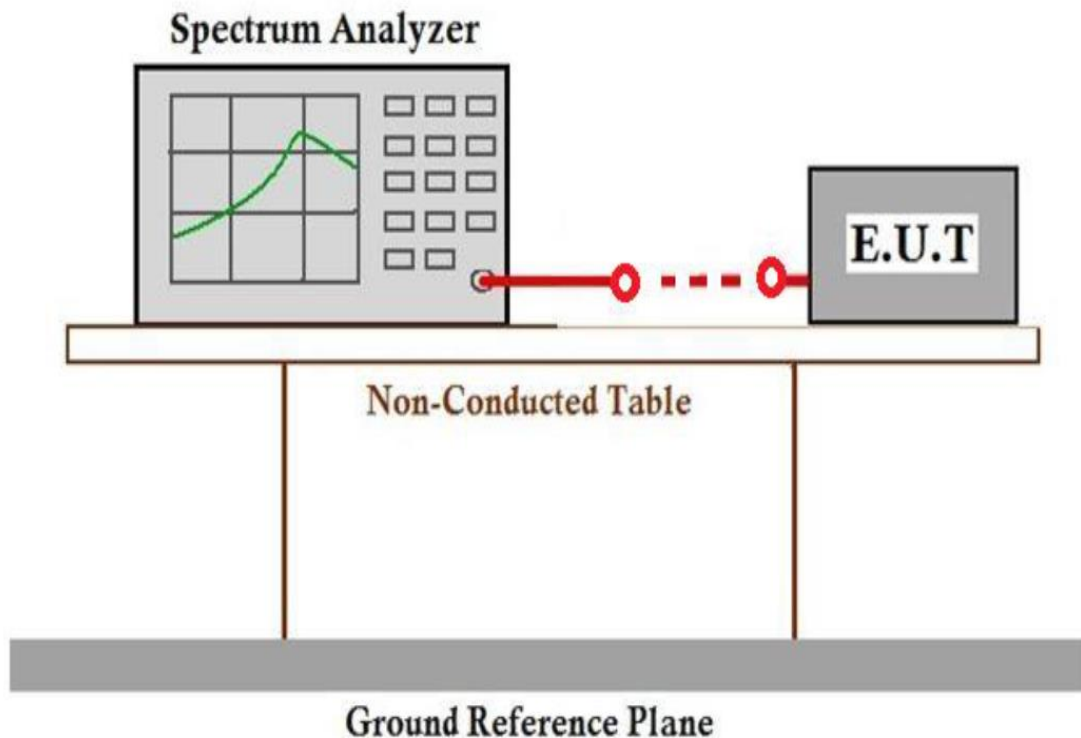 Spectrum Analyzer
E.U.T
Non-Conducted Table
Ground Reference Plane